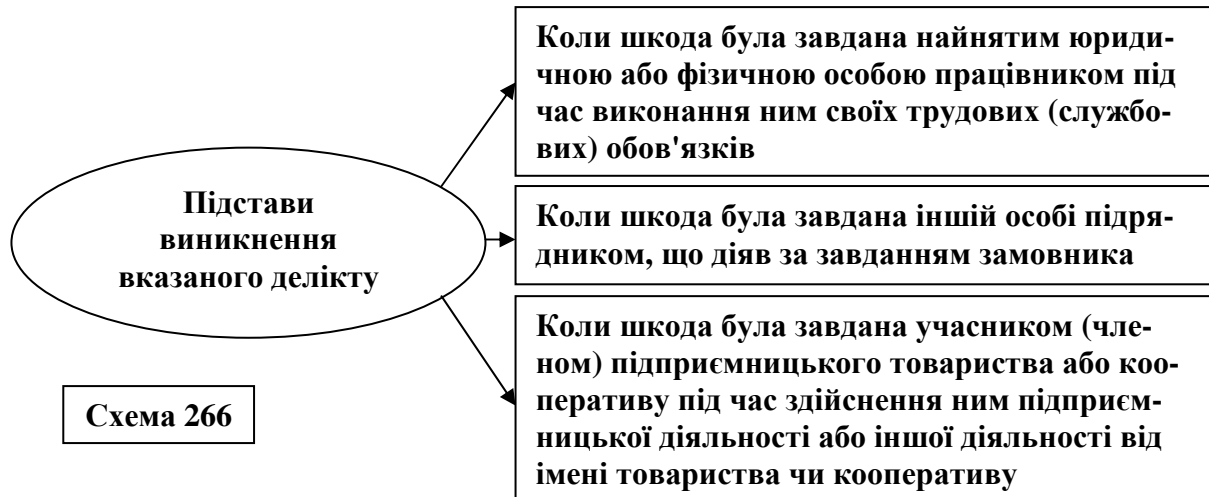 Коли шкода була завдана найнятим юриди-
чною або фізичною особою працівником під
час виконання ним своїх трудових (службо-
вих) обов'язків
Підстави
виникнення
вказаного делікту
Коли шкода була завдана іншій особі підря-
дником, що діяв за завданням замовника
Коли шкода була завдана учасником (чле-
ном) підприємницького товариства або коо-
перативу під час здійснення ним підприєм-
ницької діяльності або іншої діяльності від
імені товариства чи кооперативу
Схема 266